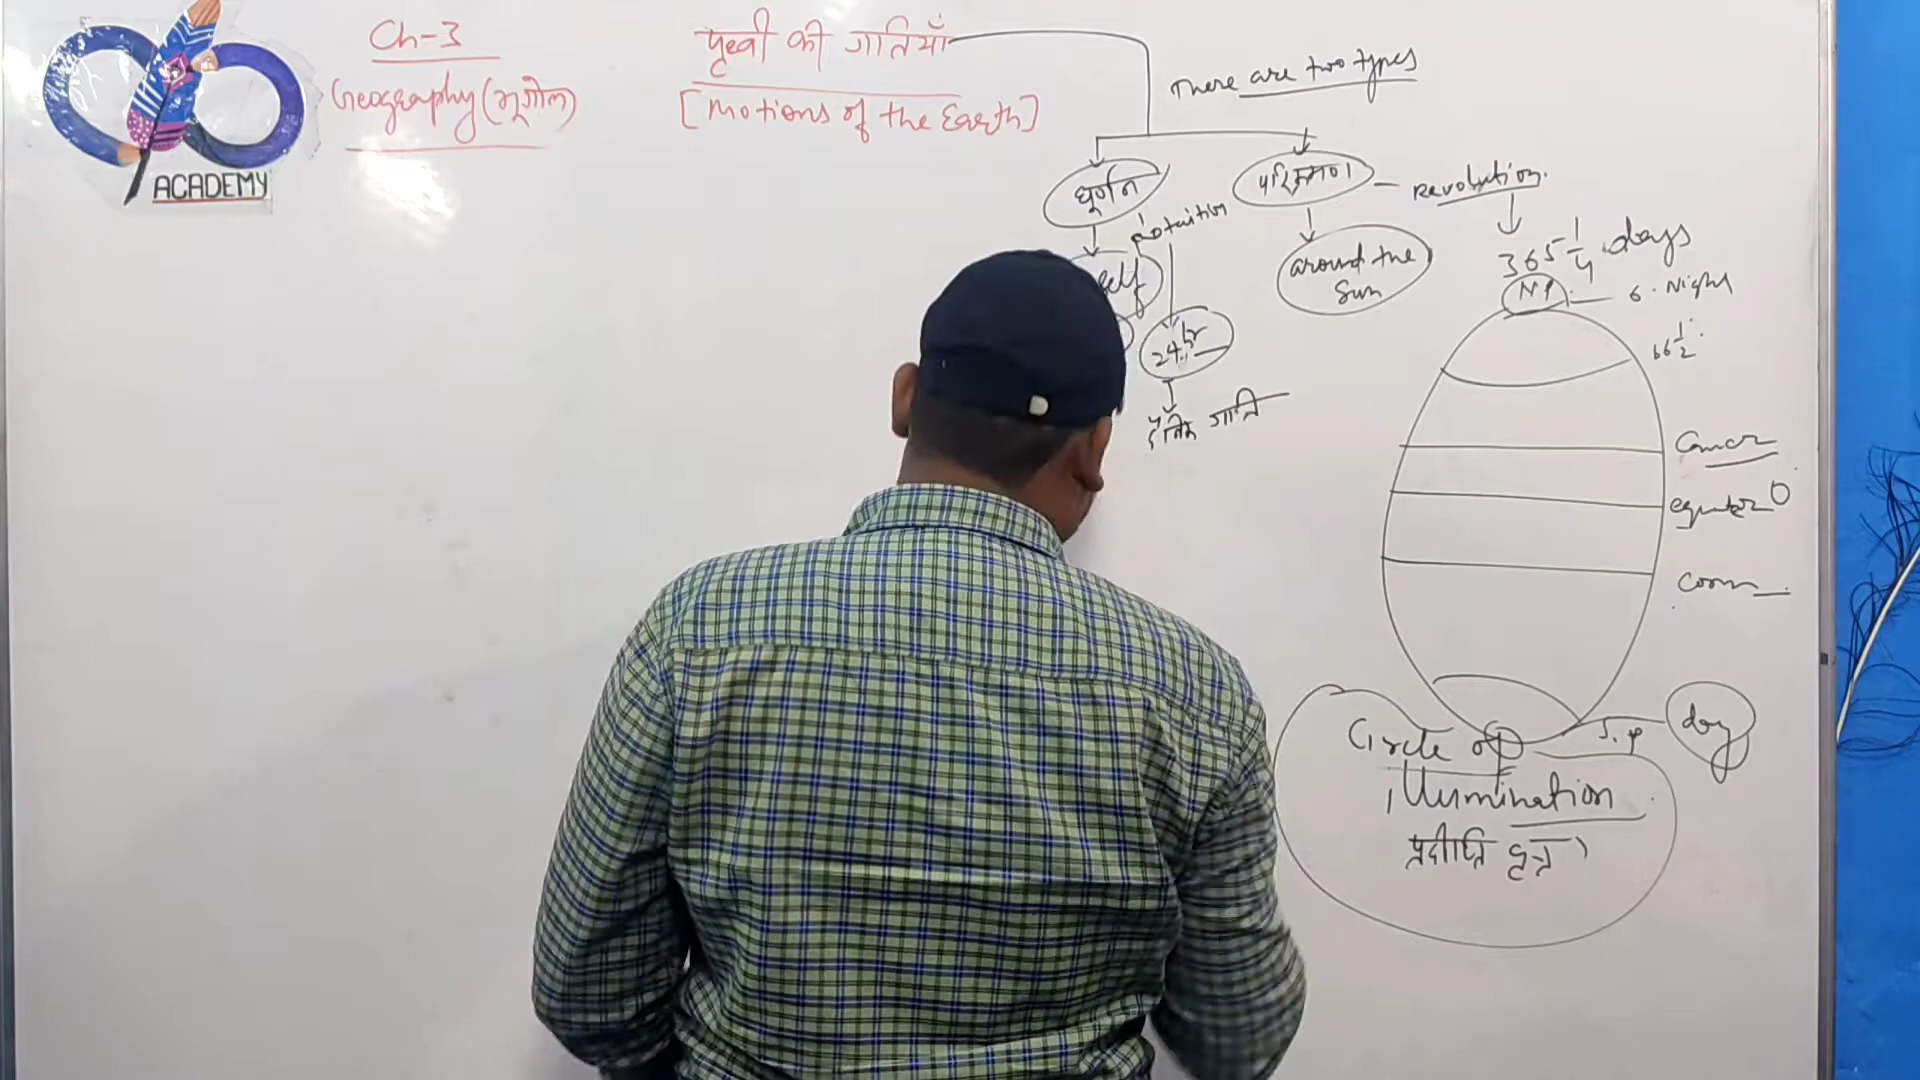 ACADEMY
Ch-3
Geography (भूगोल)
पृथ्वी की गतियाँ
[Motions of the Earth]
There are two types
घूर्णन
परिक्रमण
Revolution.
self
around the
Sun
365 1/4 days
24 hr
दैनिक गति
N.P.
6. Night
66 1/2
Cancer
equator 0
S.P
day
Circle of
illumination
प्रदीप्ति वृत्त